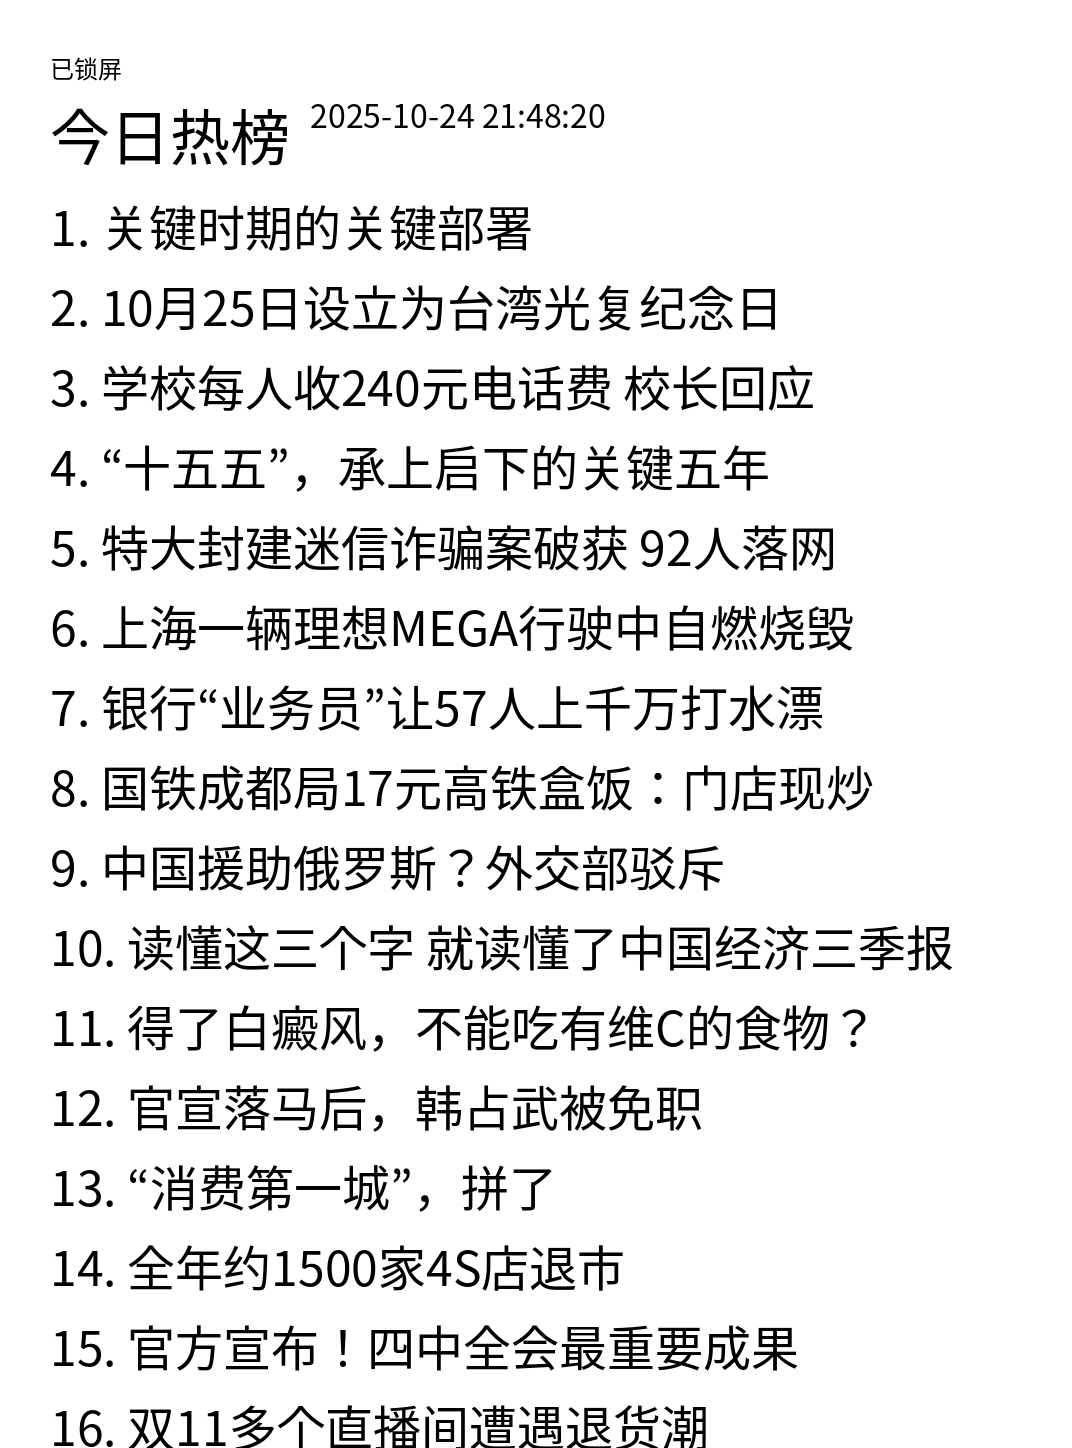 已锁屏
今日热榜 2025-10-24 21:48:20
1. 关键时期的关键部署
2. 10月25日设立为台湾光复纪念日
3. 学校每人收240元电话费 校长回应
4. “十五五”，承上启下的关键五年
5. 特大封建迷信诈骗案破获 92人落网
6. 上海一辆理想MEGA行驶中自燃烧毁
7. 银行“业务员”让57人上千万打水漂
8. 国铁成都局17元高铁盒饭：门店现炒
9. 中国援助俄罗斯？外交部驳斥
10. 读懂这三个字 就读懂了中国经济三季报
11. 得了白癜风，不能吃有维C的食物？
12. 官宣落马后，韩占武被免职
13. “消费第一城”，拼了
14. 全年约1500家4S店退市
15. 官方宣布！四中全会最重要成果
16. 双11多个直播间遭遇退货潮